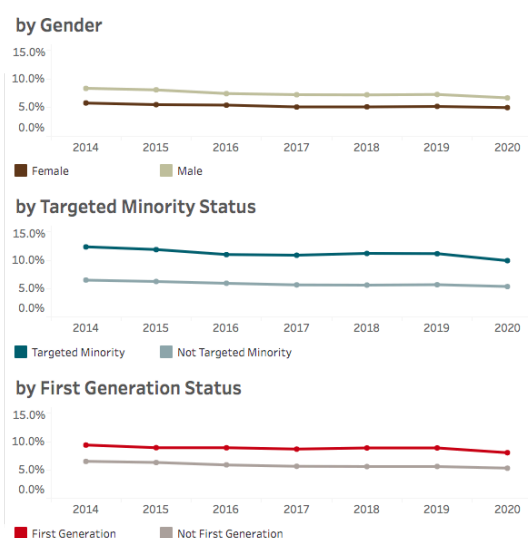 by Gender
15.0%
10.0%
5.0%
0.0%
2014 2015 2016 2017 2018 2019 2020
Female Male
by Targeted Minority Status
15.0%
10.0%
5.0%
0.0%
2014 2015 2016 2017 2018 2019 2020
Targeted Minority Not Targeted Minority
by First Generation Status
15.0%
10.0%
5.0%
0.0%
2014 2015 2016 2017 2018 2019 2020
First Generation Not First Generation